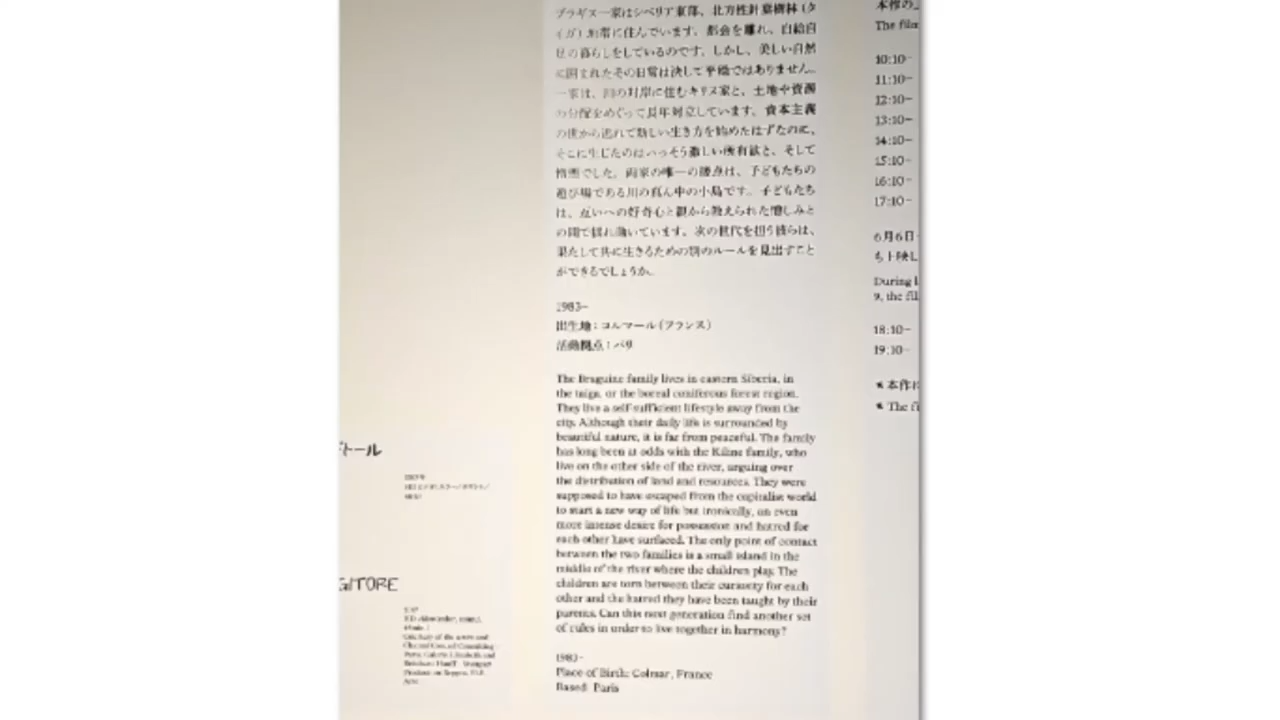 ブラギヌ一家はシベリア東部、北方性針葉樹林（タ
イガ）地帯に住んでいます。都会を離れ、自給自
足の暮らしをしているのです。しかし、美しい自然
に囲まれたその日常は決して平穏ではありません。
一家は、川の対岸に住むキリヌ家と、土地や資源
の分配をめぐって長年対立しています。資本主義
の世から逃れて新しい生き方を始めたはずなのに、
そこに生じたのはいっそう激しい所有欲と、そして
憎悪でした。両家の唯一の接点は、子どもたちの
遊び場である川の真ん中の小島です。子どもたち
は、互いへの好奇心と親から教えられた憎しみと
の間で揺れ動いています。次の世代を担う彼らは、
果たして共に生きるための別のルールを見出すこと
ができるでしょうか。
1983–
出生地：コルマール（フランス）
活動拠点：パリ
The Braguine family lives in eastern Siberia, in
the taiga, or the boreal coniferous forest region.
They live a self-sufficient lifestyle away from the
city. Although their daily life is surrounded by
beautiful nature, it is far from peaceful. The family
has long been at odds with the Kiline family, who
live on the other side of the river, arguing over
the distribution of land and resources. They were
supposed to have escaped from the capitalist world
to start a new way of life but ironically, an even
more intense desire for possession and hatred for
each other have surfaced. The only point of contact
between the two families is a small island in the
middle of the river where the children play. The
children are torn between their curiosity for each
other and the hatred they have been taught by their
parents. Can this next generation find another set
of rules in order to live together in harmony?
1983–
Place of Birth: Colmar, France
Based: Paris
トール
GITORE
本作の上
The film
10:10–
11:10–
12:10–
13:10–
14:10–
15:10–
16:10–
17:10–
6月6日
も上映し
During
9, the fil
18:10–
19:10–
＊本作に
＊The fi